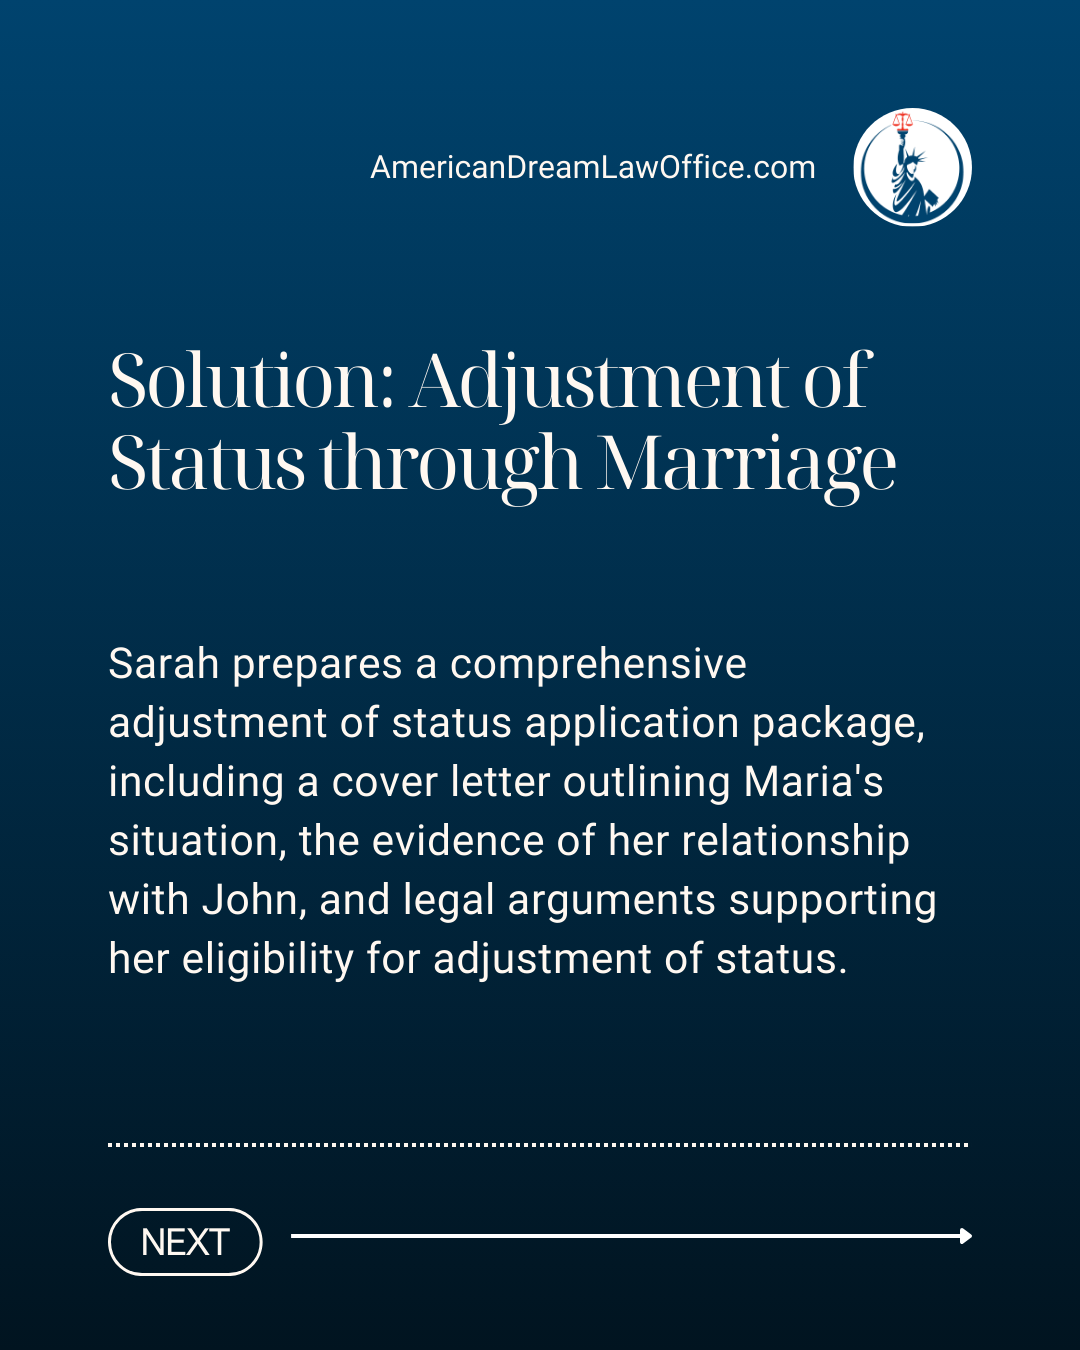 AmericanDreamLawOffice.com
Solution: Adjustment of
Status through Marriage
Sarah prepares a comprehensive
adjustment of status application package,
including a cover letter outlining Maria's
situation, the evidence of her relationship
with John, and legal arguments supporting
her eligibility for adjustment of status.
NEXT